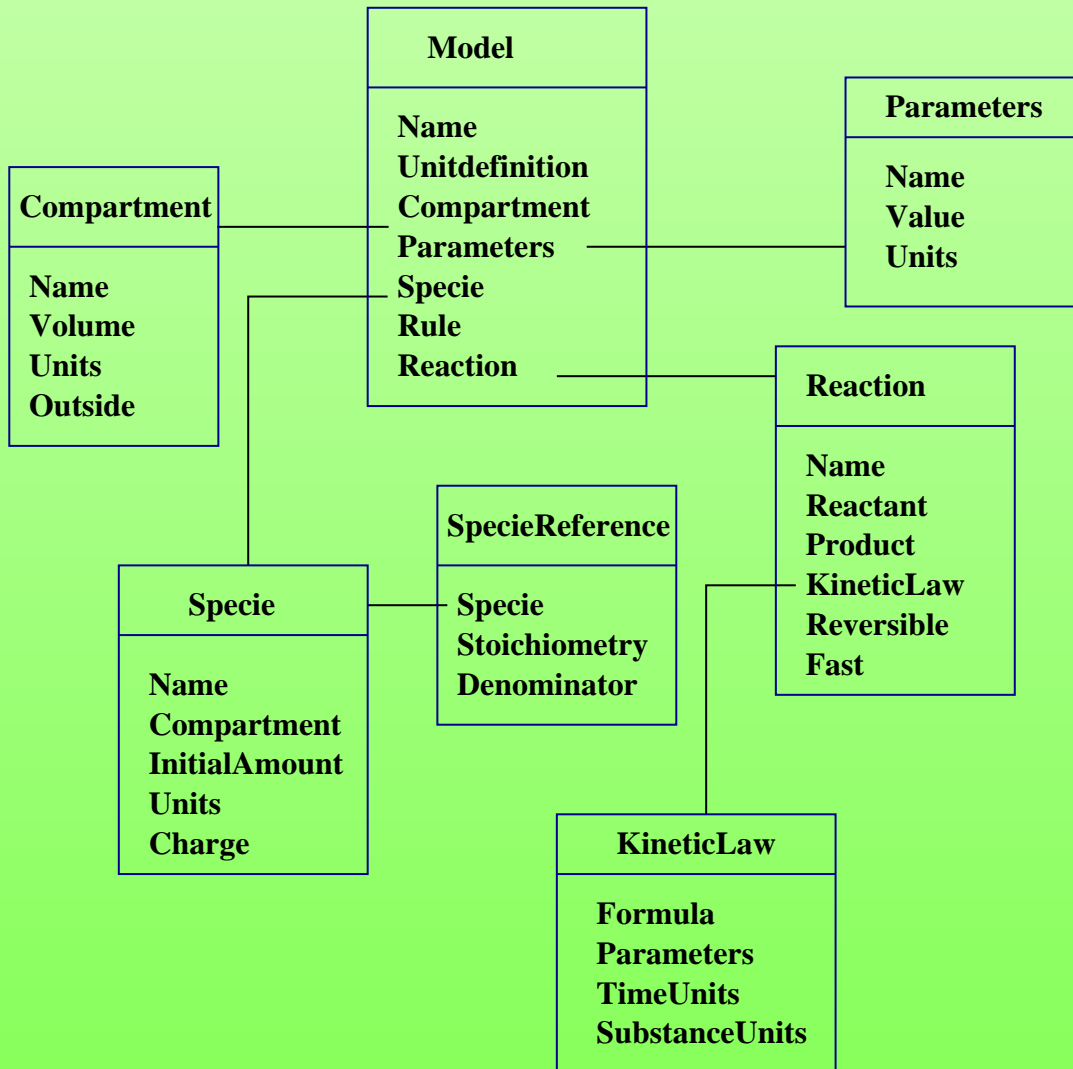 Model
Name
Unitdefinition
Compartment
Parameters
Specie
Rule
Reaction
Parameters
Name
Value
Units
Compartment
Name
Volume
Units
Outside
Reaction
Name
Reactant
Product
KineticLaw
Reversible
Fast
SpecieReference
Specie
Stoichiometry
Denominator
Specie
Name
Compartment
InitialAmount
Units
Charge
KineticLaw
Formula
Parameters
TimeUnits
SubstanceUnits